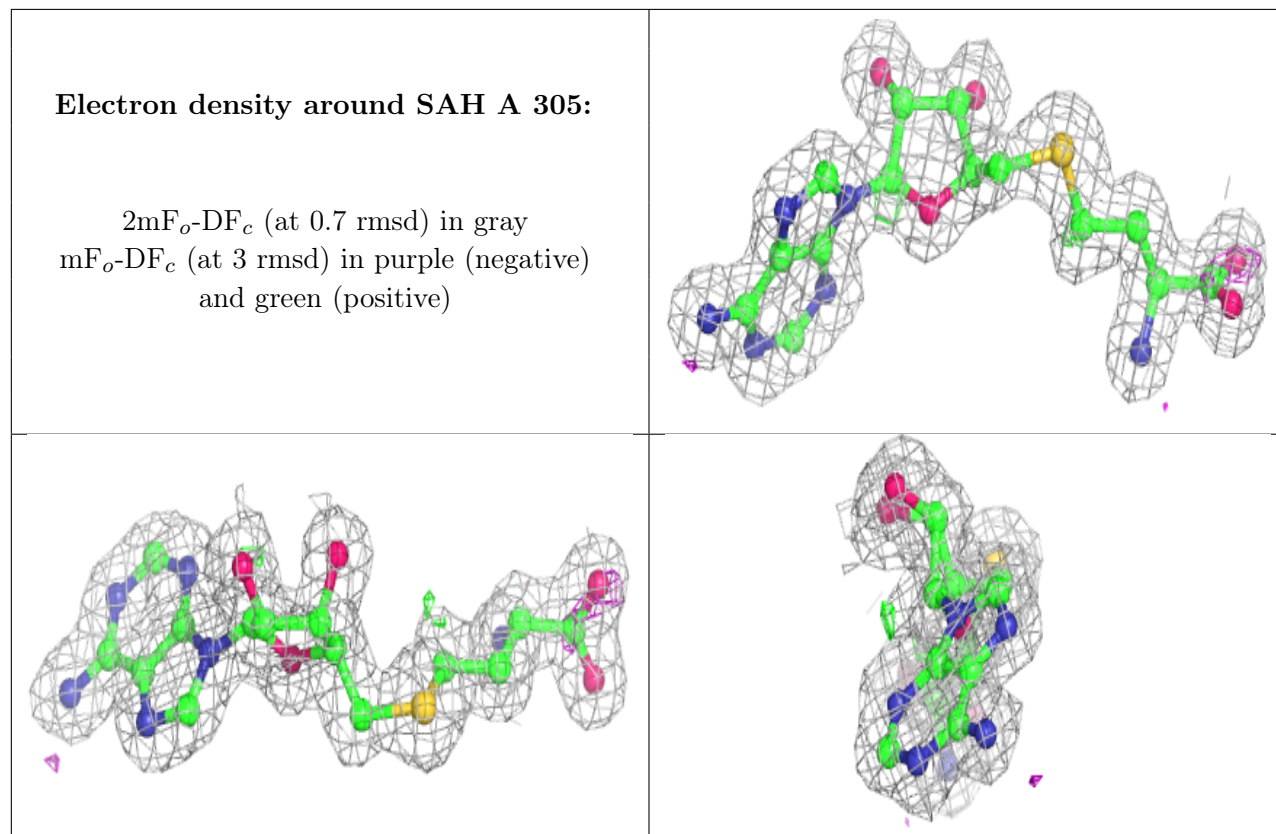 Electron density around SAH A 305:
2mFo-DFc (at 0.7 rmsd) in gray
mFo-DFc (at 3 rmsd) in purple (negative)
and green (positive)